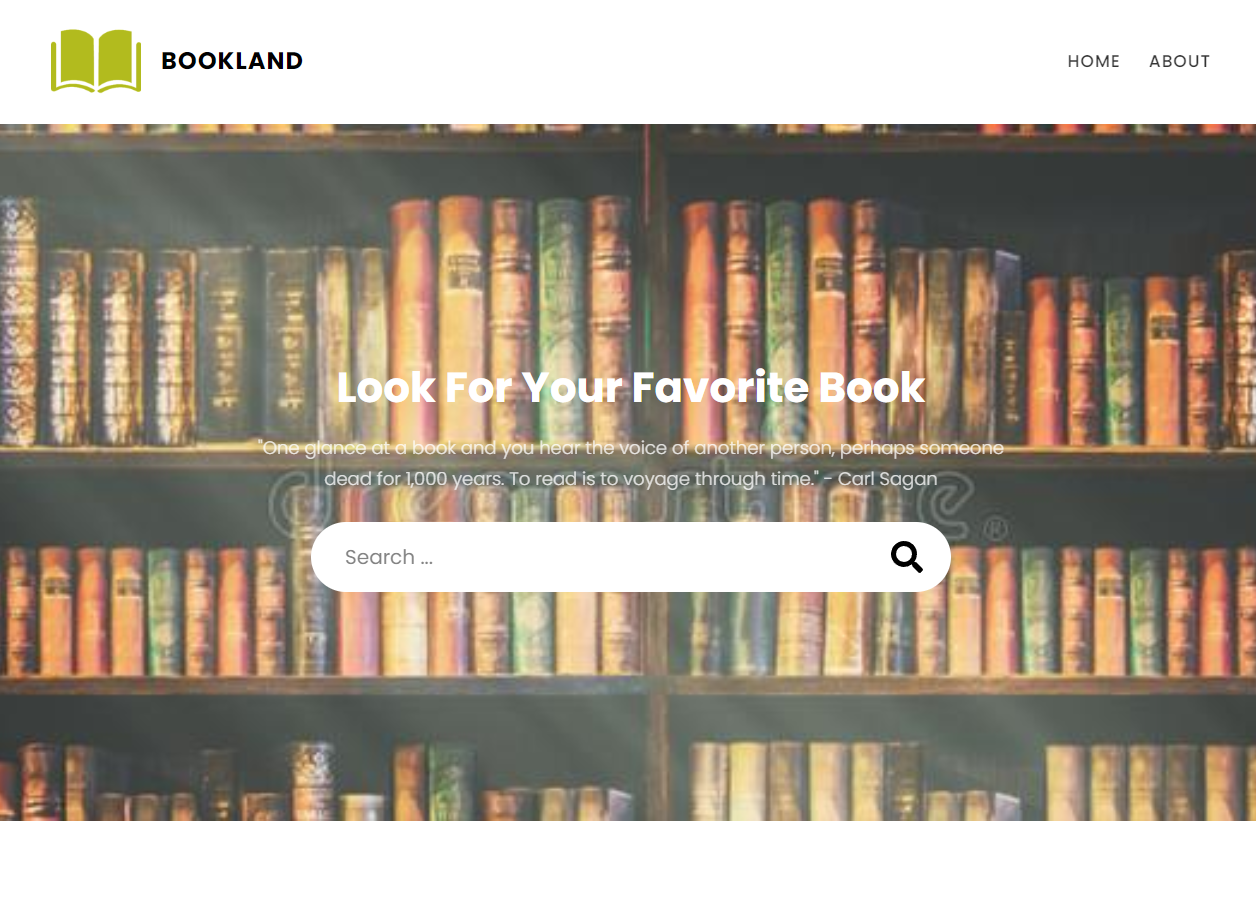 BOOKLAND
HOME ABOUT
Look For Your Favorite Book
"One glance at a book and you hear the voice of another person, perhaps someone
dead for 1,000 years. To read is to voyage through time." - Carl Sagan
Search ...